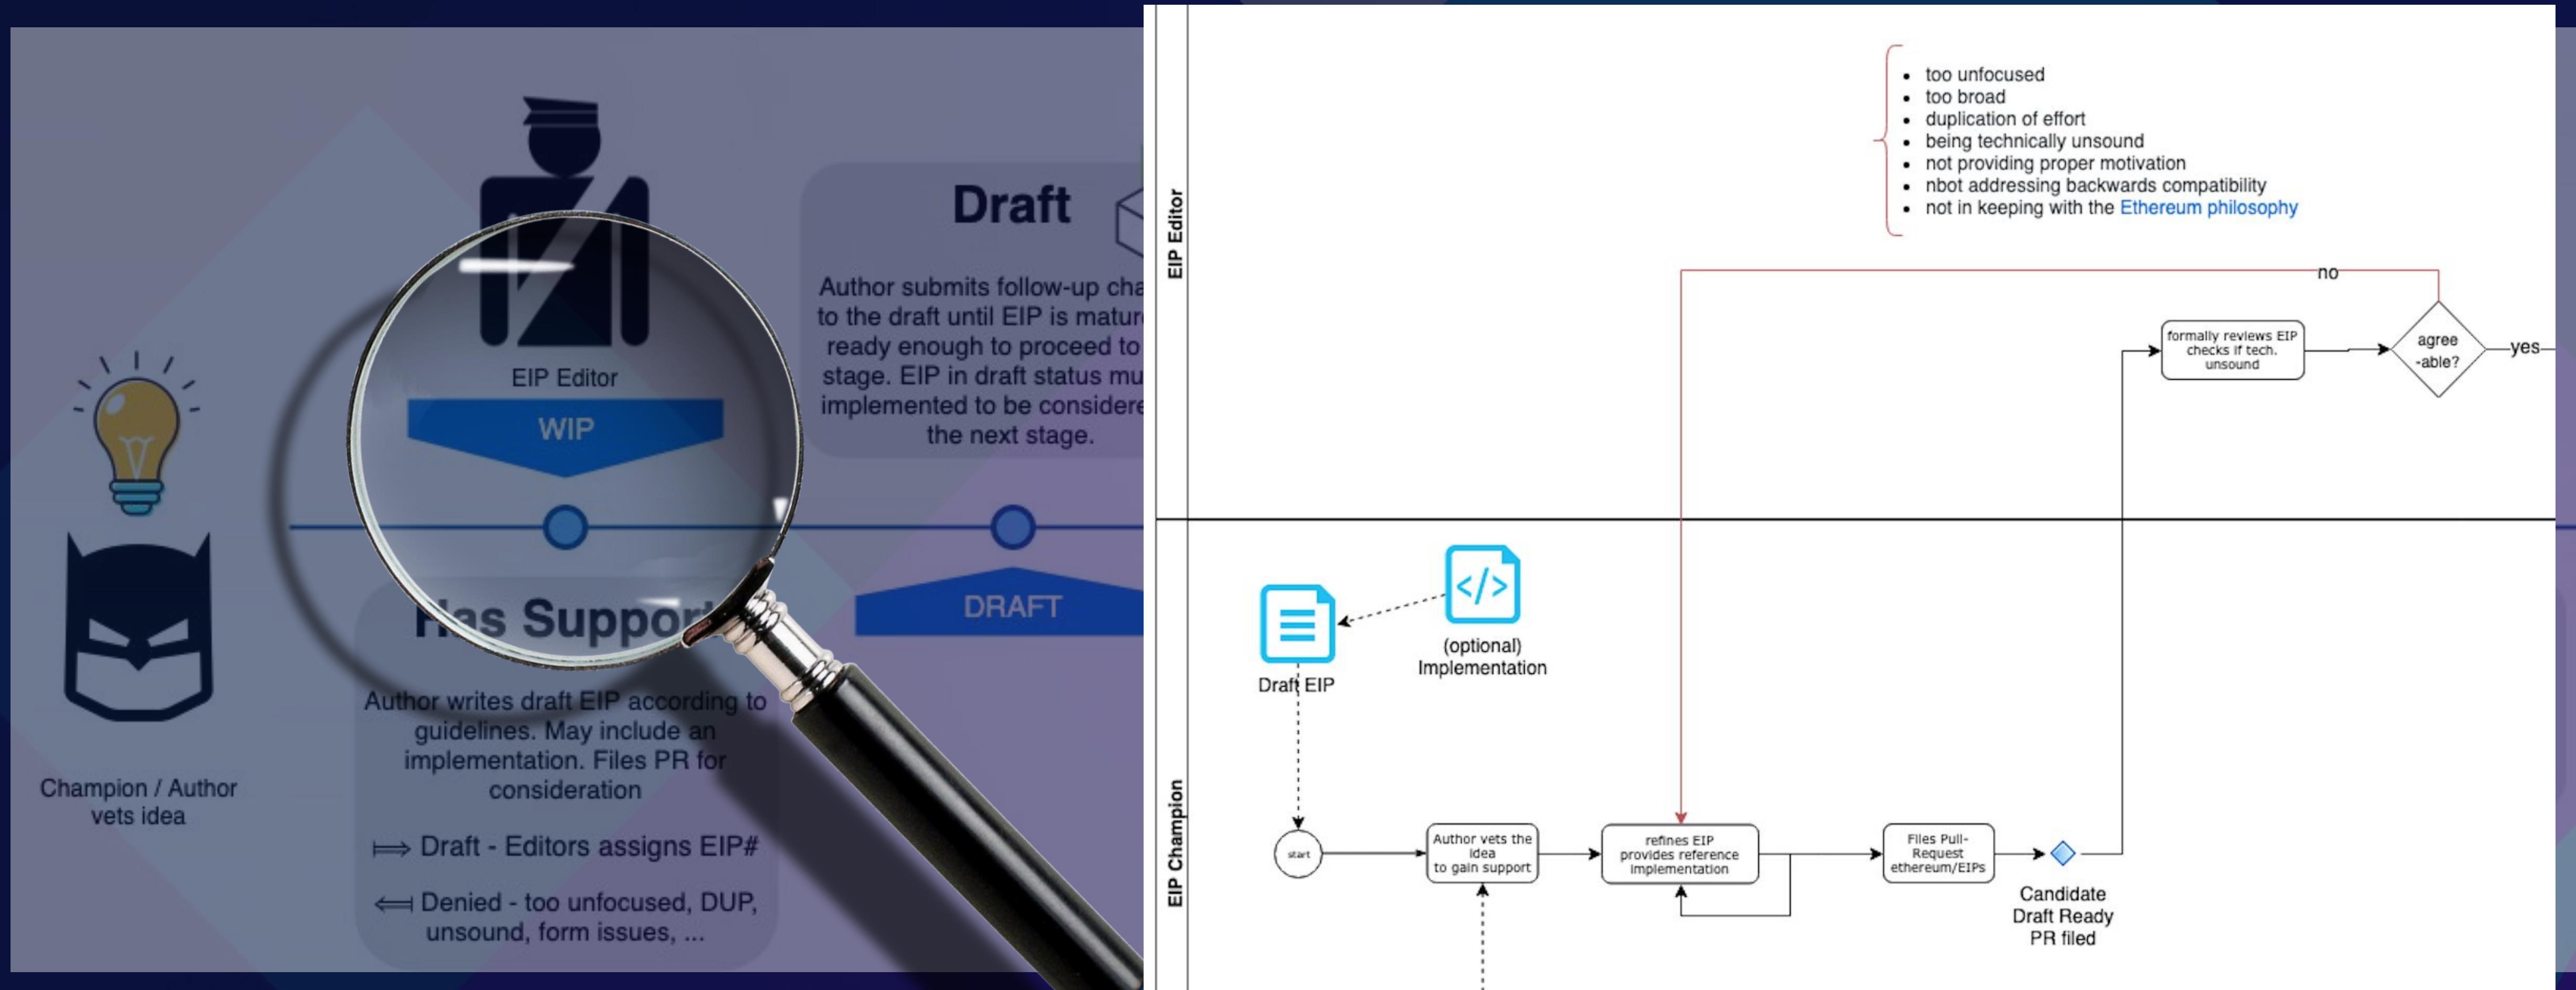 EIP Editor
WIP
Has Support
Author writes draft EIP according to
guidelines. May include an
implementation. Files PR for
consideration
⟾ Draft - Editors assigns EIP#
⟽ Denied - too unfocused, DUP,
unsound, form issues, ...
Champion / Author
vets idea
Draft
Author submits follow-up cha
to the draft until EIP is mature
ready enough to proceed to
stage. EIP in draft status mu
implemented to be considere
the next stage.
DRAFT
EIP Editor
• too unfocused
• too broad
• duplication of effort
• being technically unsound
• not providing proper motivation
• nbot addressing backwards compatibility
• not in keeping with the Ethereum philosophy
no
formally reviews EIP
checks if tech.
unsound
agree
-able?
yes
EIP Champion
</>
(optional)
Implementation
Draft EIP
start
Author vets the
idea
to gain support
refines EIP
provides reference
implementation
Files Pull-
Request
ethereum/EIPs
Candidate
Draft Ready
PR filed